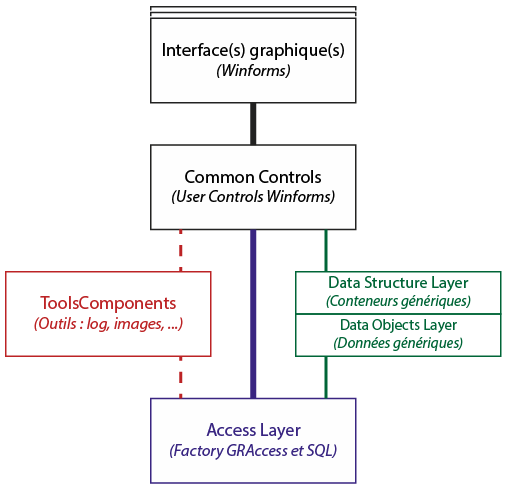 Interface(s) graphique(s)
(Winforms)
Common Controls
(User Controls Winforms)
ToolsComponents
(Outils : log, images, ...)
Data Structure Layer
(Conteneurs génériques)
Data Objects Layer
(Données génériques)
Access Layer
(Factory GRAccess et SQL)